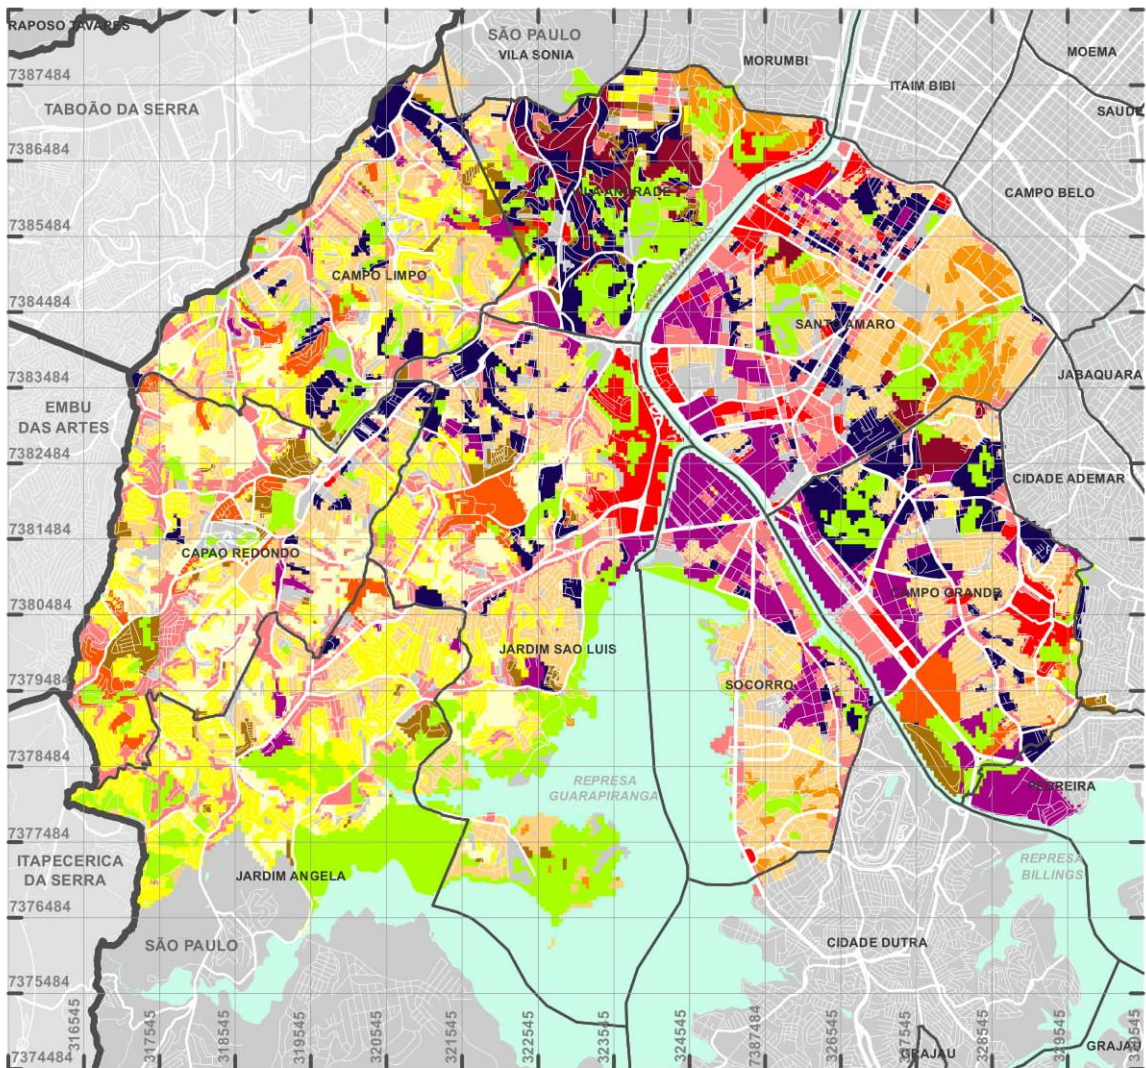 RAPOSO TAVARES
SÃO PAULO
VILA SONIA
MORUMBI
MOEMA
7387484
ITAIM BIBI
TABOÃO DA SERRA
SAUDE
7386484
VILA ANDRADE
CAMPO BELO
7385484
CAMPO LIMPO
7384484
SANTO AMARO
7383484
JABAQUARA
EMBU
DAS ARTES
7382484
CIDADE ADEMAR
7381484
CAPAO REDONDO
CAMPO GRANDE
7380484
JARDIM SAO LUIS
SOCORRO
7379484
7378484
REPRESA
GUARAPIRANGA
PEDREIRA
7377484
ITAPECERICA
DA SERRA
JARDIM ANGELA
REPRESA
BILLINGS
7376484
SÃO PAULO
CIDADE DUTRA
7375484
7374484
316545
317545
318545
319545
320545
321545
322545
323545
324545
7387484
326545
327545
328545
329545
GRAJAU
GRAJAU